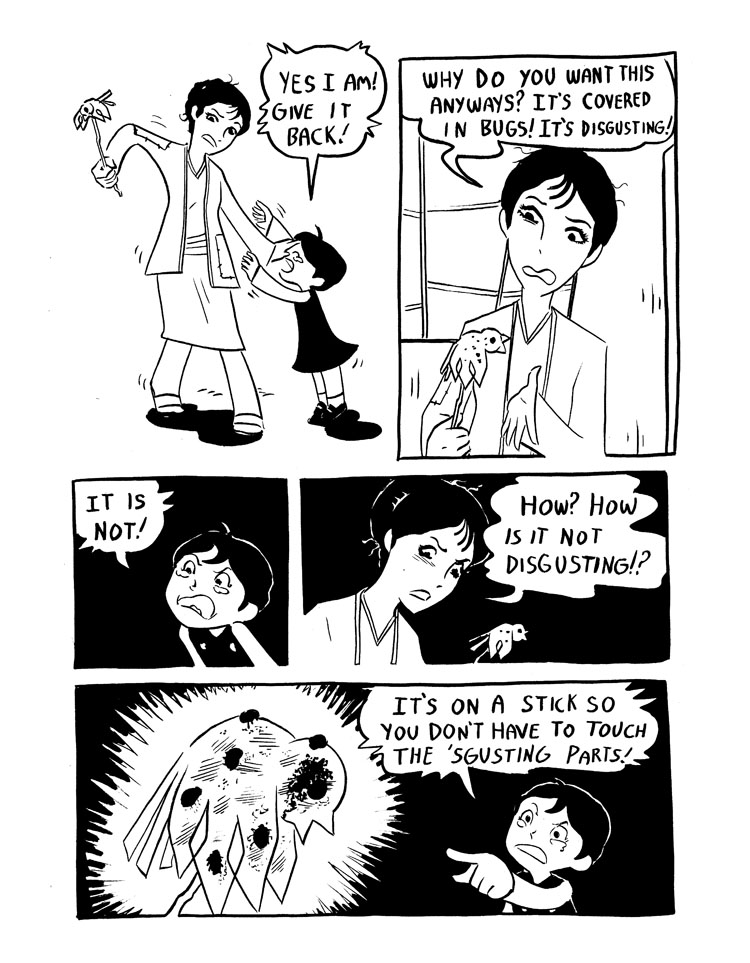 YES I AM!
GIVE IT
BACK!
WHY DO YOU WANT THIS
ANYWAYS? IT'S COVERED
IN BUGS! IT'S DISGUSTING!
IT IS
NOT!
HOW? HOW
IS IT NOT
DISGUSTING!?
IT'S ON A STICK SO
YOU DON'T HAVE TO TOUCH
THE 'SGUSTING PARTS!